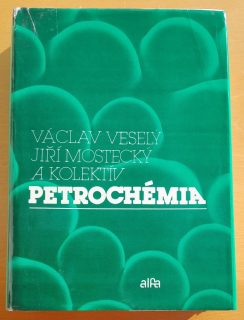 VÁCLAV VESELÝ
JIŘÍ MOSTECKÝ
A KOLEKTÍV
PETROCHÉMIA
alfa